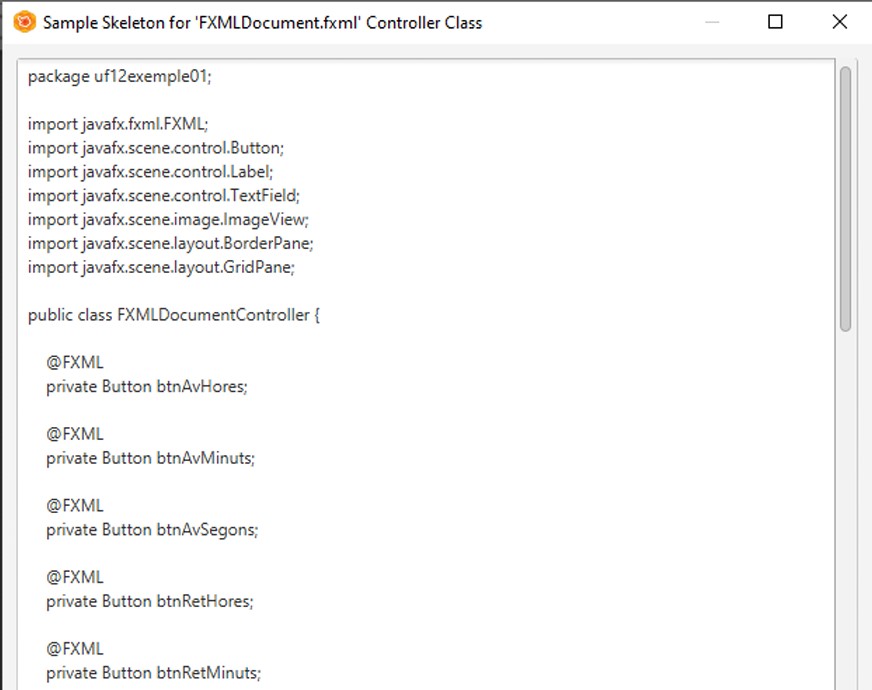 Sample Skeleton for 'FXMLDocument.fxml' Controller Class
package uf12exemple01;
import javafx.fxml.FXML;
import javafx.scene.control.Button;
import javafx.scene.control.Label;
import javafx.scene.control.TextField;
import javafx.scene.image.ImageView;
import javafx.scene.layout.BorderPane;
import javafx.scene.layout.GridPane;
public class FXMLDocumentController {
@FXML
private Button btnAvHores;
@FXML
private Button btnAvMinuts;
@FXML
private Button btnAvSegons;
@FXML
private Button btnRetHores;
@FXML
private Button btnRetMinuts;